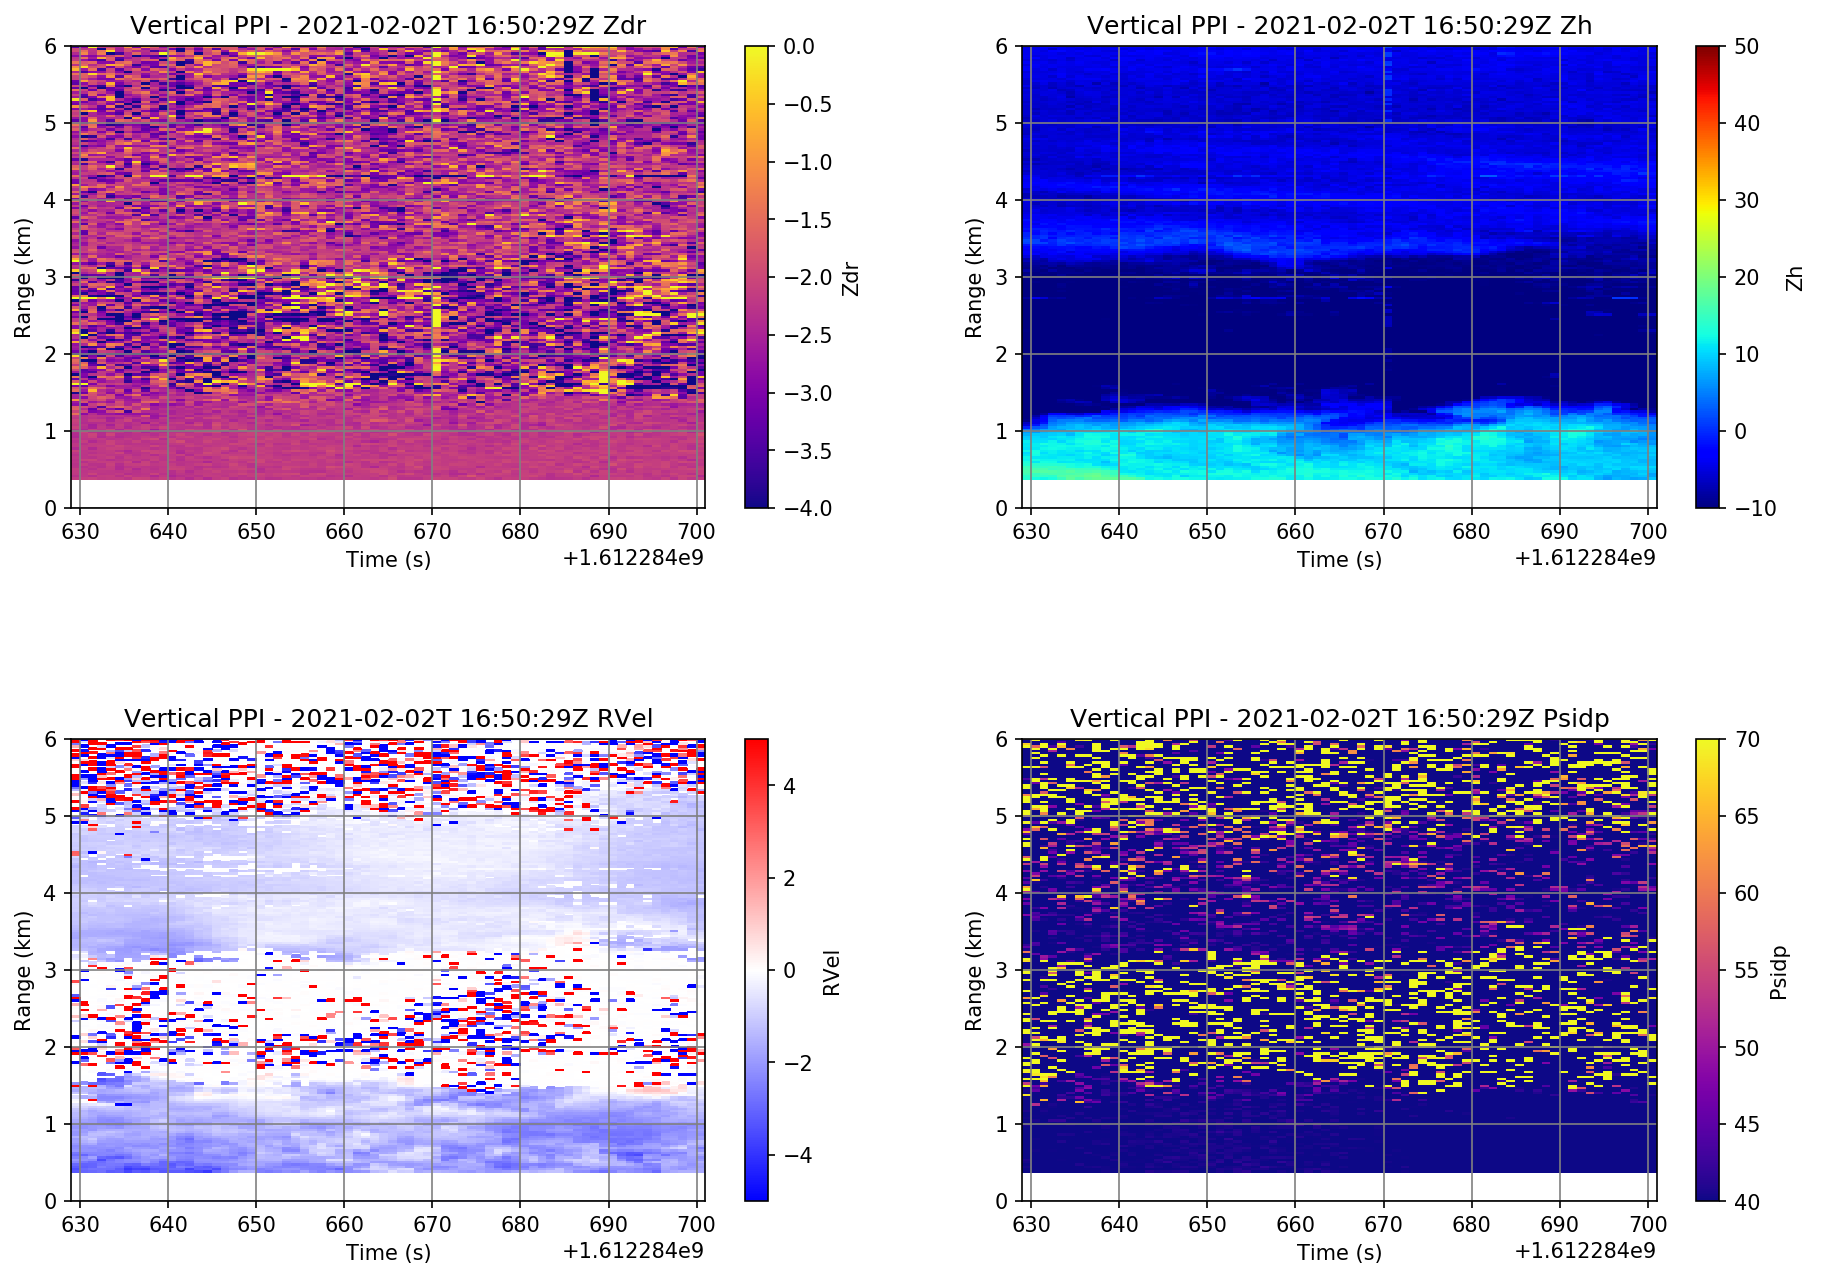 Vertical PPI - 2021-02-02T 16:50:29Z Zdr
6
5
4
3
2
1
0
Range (km)
630 640 650 660 670 680 690 700
Time (s)
+1.612284e9
0.0
−0.5
−1.0
−1.5
−2.0
−2.5
−3.0
−3.5
−4.0
Zdr
Vertical PPI - 2021-02-02T 16:50:29Z Zh
6
5
4
3
2
1
0
Range (km)
630 640 650 660 670 680 690 700
Time (s)
+1.612284e9
50
40
30
20
10
0
−10
Zh
Vertical PPI - 2021-02-02T 16:50:29Z RVel
6
5
4
3
2
1
0
Range (km)
630 640 650 660 670 680 690 700
Time (s)
+1.612284e9
4
2
0
−2
−4
RVel
Vertical PPI - 2021-02-02T 16:50:29Z Psidp
6
5
4
3
2
1
0
Range (km)
630 640 650 660 670 680 690 700
Time (s)
+1.612284e9
70
65
60
55
50
45
40
Psidp